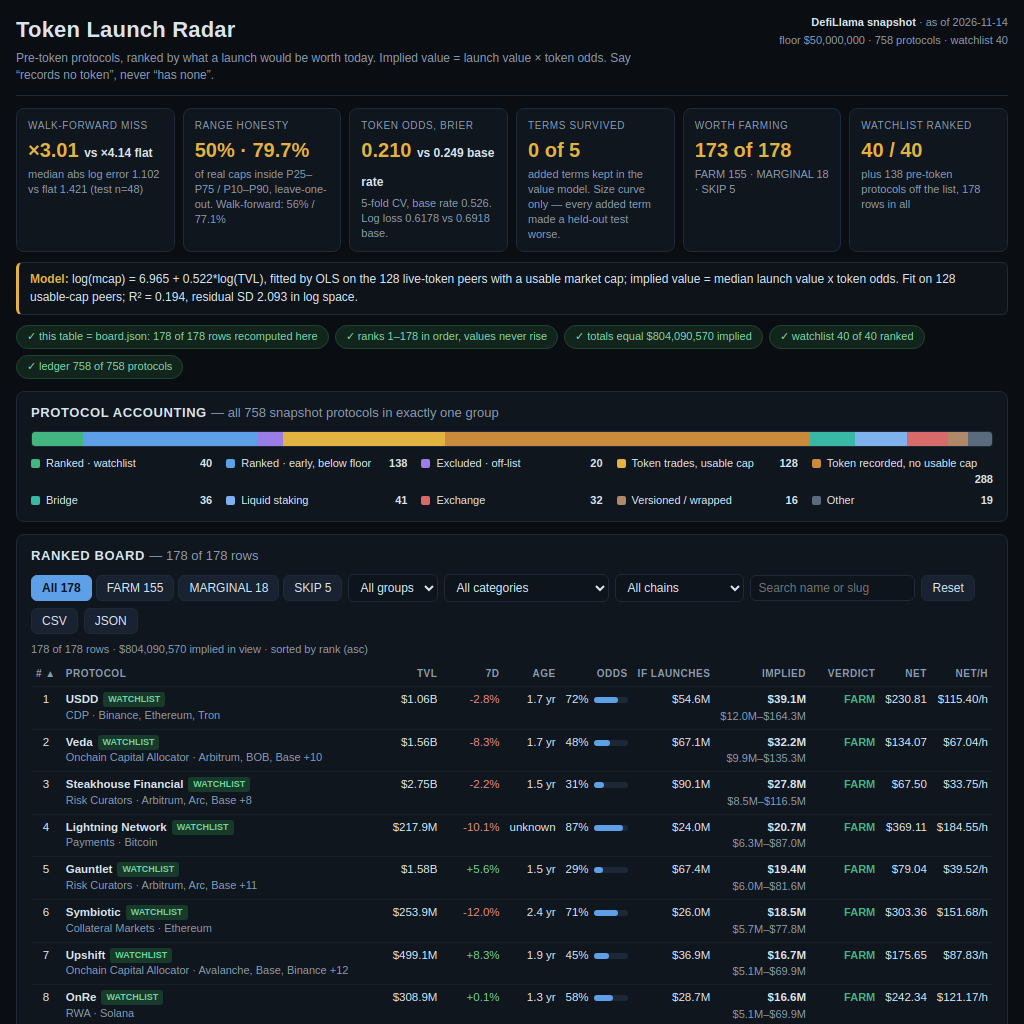 Token Launch Radar
DefiLlama snapshot · as of 2026-11-14
floor $50,000,000 · 758 protocols · watchlist 40
Pre-token protocols, ranked by what a launch would be worth today. Implied value = launch value × token odds. Say
“records no token”, never “has none”.
WALK-FORWARD MISS
×3.01 vs ×4.14 flat
median abs log error 1.102
vs flat 1.421 (test n=48)
RANGE HONESTY
50% · 79.7%
of real caps inside P25–
P75 / P10–P90, leave-one-
out. Walk-forward: 56% /
77.1%
TOKEN ODDS, BRIER
0.210 vs 0.249 base
rate
5-fold CV, base rate 0.526.
Log loss 0.6178 vs 0.6918
base.
TERMS SURVIVED
0 of 5
added terms kept in the
value model. Size curve
only — every added term
made a held-out test
worse.
WORTH FARMING
173 of 178
FARM 155 · MARGINAL 18
· SKIP 5
WATCHLIST RANKED
40 / 40
plus 138 pre-token
protocols off the list, 178
rows in all
Model: log(mcap) = 6.965 + 0.522*log(TVL), fitted by OLS on the 128 live-token peers with a usable market cap; implied value = median launch value x token odds. Fit on 128
usable-cap peers; R² = 0.194, residual SD 2.093 in log space.
✓ this table = board.json: 178 of 178 rows recomputed here
✓ ranks 1–178 in order, values never rise
✓ totals equal $804,090,570 implied
✓ watchlist 40 of 40 ranked
✓ ledger 758 of 758 protocols
PROTOCOL ACCOUNTING — all 758 snapshot protocols in exactly one group
Ranked · watchlist 40
Ranked · early, below floor 138
Excluded · off-list 20
Token trades, usable cap 128
Token recorded, no usable cap 288
Bridge 36
Liquid staking 41
Exchange 32
Versioned / wrapped 16
Other 19
RANKED BOARD — 178 of 178 rows
All 178 FARM 155 MARGINAL 18 SKIP 5 All groups All categories All chains Search name or slug Reset
CSV JSON
178 of 178 rows · $804,090,570 implied in view · sorted by rank (asc)
# ▲ PROTOCOL TVL 7D AGE ODDS IF LAUNCHES IMPLIED VERDICT NET NET/H
1 USDD WATCHLIST $1.06B -2.8% 1.7 yr 72% $54.6M $39.1M FARM $230.81 $115.40/h
CDP · Binance, Ethereum, Tron $12.0M–$164.3M
2 Veda WATCHLIST $1.56B -8.3% 1.7 yr 48% $67.1M $32.2M FARM $134.07 $67.04/h
Onchain Capital Allocator · Arbitrum, BOB, Base +10 $9.9M–$135.3M
3 Steakhouse Financial WATCHLIST $2.75B -2.2% 1.5 yr 31% $90.1M $27.8M FARM $67.50 $33.75/h
Risk Curators · Arbitrum, Arc, Base +8 $8.5M–$116.5M
4 Lightning Network WATCHLIST $217.9M -10.1% unknown 87% $24.0M $20.7M FARM $369.11 $184.55/h
Payments · Bitcoin $6.3M–$87.0M
5 Gauntlet WATCHLIST $1.58B +5.6% 1.5 yr 29% $67.4M $19.4M FARM $79.04 $39.52/h
Risk Curators · Arbitrum, Arc, Base +11 $6.0M–$81.6M
6 Symbiotic WATCHLIST $253.9M -12.0% 2.4 yr 71% $26.0M $18.5M FARM $303.36 $151.68/h
Collateral Markets · Ethereum $5.7M–$77.8M
7 Upshift WATCHLIST $499.1M +8.3% 1.9 yr 45% $36.9M $16.7M FARM $175.65 $87.83/h
Onchain Capital Allocator · Avalanche, Base, Binance +12 $5.1M–$69.9M
8 OnRe WATCHLIST $308.9M +0.1% 1.3 yr 58% $28.7M $16.6M FARM $242.34 $121.17/h
RWA · Solana $5.1M–$69.9M